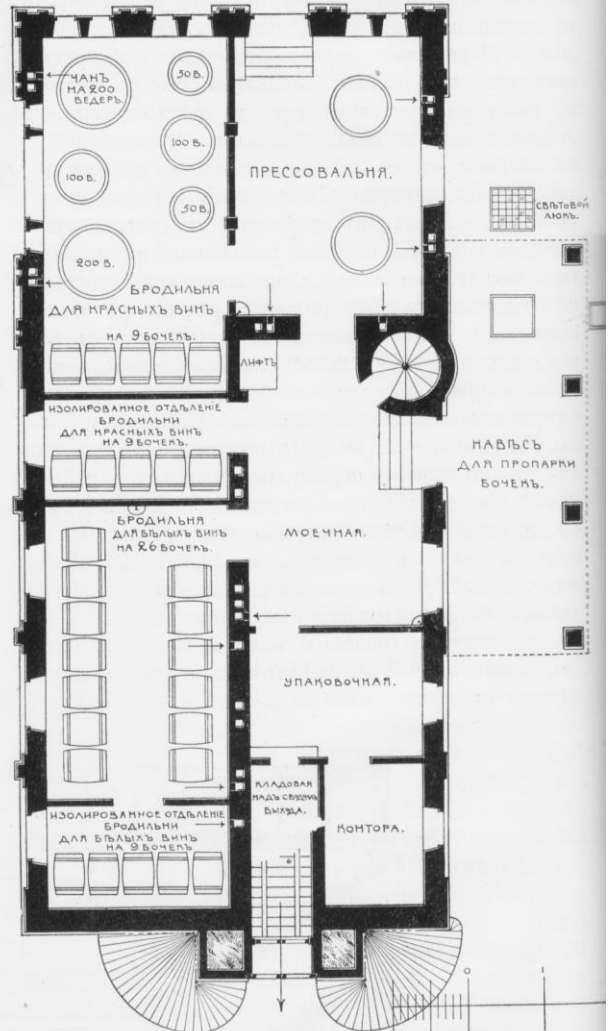 ЧАНЪ
НА 200
ВЕДЕРЪ.
50 В.
100 В.
100 В.
50 В.
200 В.
ПРЕССОВАЛЬНЯ.
СВѢТОВОЙ
ЛЮКЪ.
БРОДИЛЬНЯ
ДЛЯ КРАСНЫХЪ ВИНЪ
НА 9 БОЧЕКЪ.
ЛИФТЪ
ИЗОЛИРОВАННОЕ ОТДѢЛЕНІЕ
БРОДИЛЬНИ
ДЛЯ КРАСНЫХЪ ВИНЪ
НА 9 БОЧЕКЪ.
НАВѢСЪ
ДЛЯ ПРОПАРКИ
БОЧЕКЪ.
БРОДИЛЬНЯ
ДЛЯ БѢЛЫХЪ ВИНЪ
НА 26 БОЧЕКЪ.
МОЕЧНАЯ.
УПАКОВОЧНАЯ.
КЛАДОВАЯ
НАДЪ СВОДОМЪ
ВЫХОДА.
КОНТОРА.
ИЗОЛИРОВАННОЕ ОТДѢЛЕНІЕ
БРОДИЛЬНИ
ДЛЯ БѢЛЫХЪ ВИНЪ
НА 9 БОЧЕКЪ
0 1